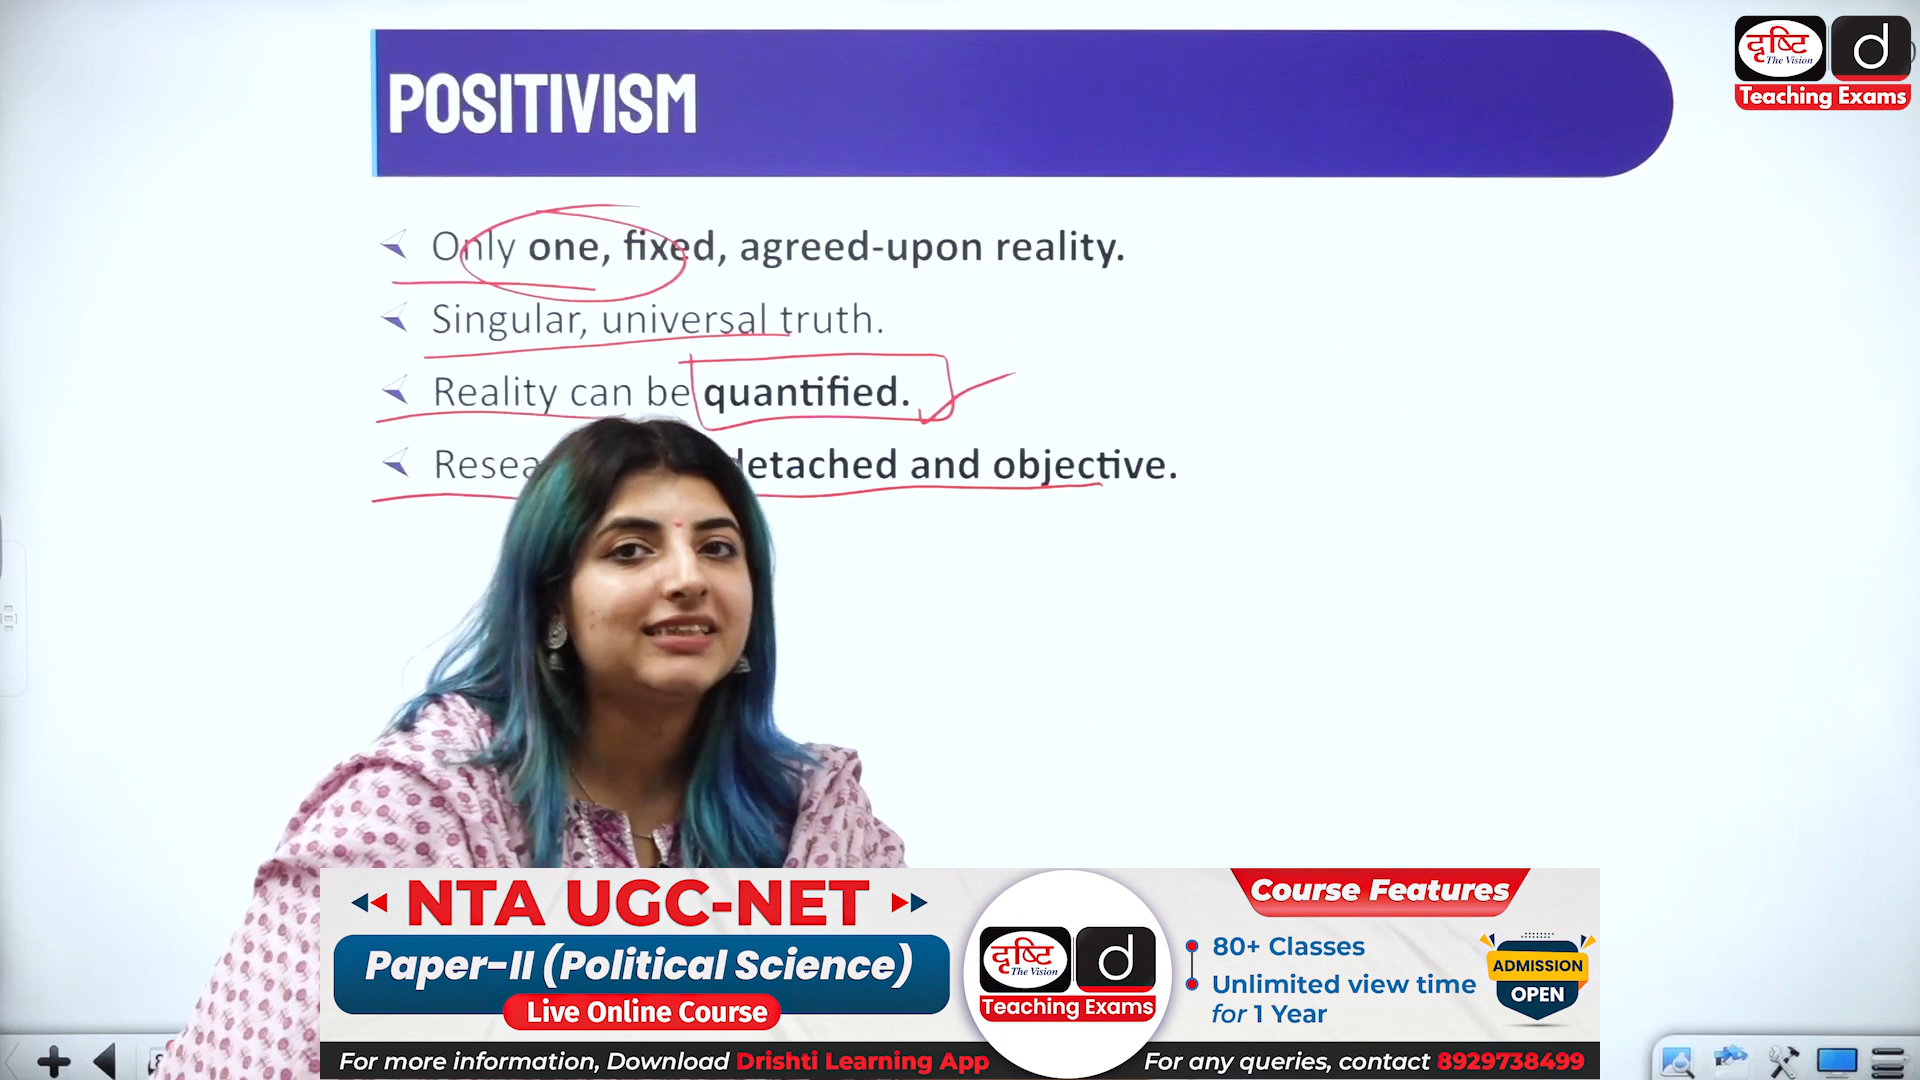 दृष्टि
The Vision
d
Teaching Exams
POSITIVISM
Only one, fixed, agreed-upon reality.
Singular, universal truth.
Reality can be quantified.
detached and objective.
NTA UGC-NET
Paper-II (Political Science)
Live Online Course
दृष्टि
The Vision
d
Teaching Exams
Course Features
80+ Classes
Unlimited view time
for 1 Year
ADMISSION
OPEN
For more information, Download Drishti Learning App
For any queries, contact 8929738499